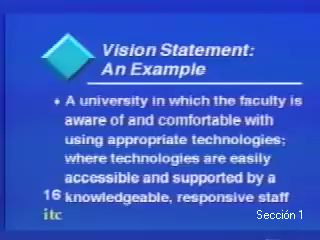 Vision Statement:
An Example
• A university in which the faculty is
aware of and comfortable with
using appropriate technologies;
where technologies are easily
accessible and supported by a
16 knowledgeable, responsive staff
itc
Sección 1